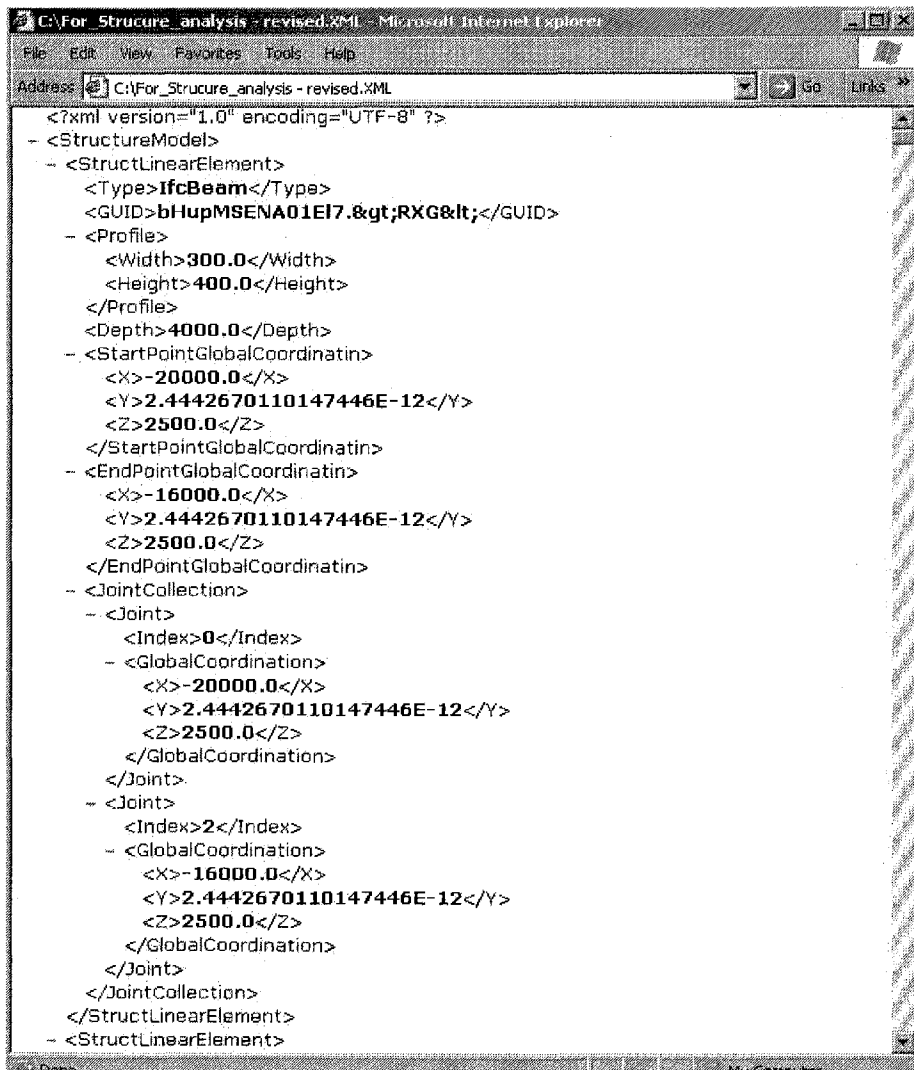 C:\For_Strucure_analysis - revised.XML - Microsoft Internet Explorer
File Edit View Favorites Tools Help
Address C:\For_Strucure_analysis - revised.XML Go Links »
<?xml version="1.0" encoding="UTF-8" ?>
- <StructureModel>
- <StructLinearElement>
<Type>IfcBeam</Type>
<GUID>bHupMSENA01El7.&gt;RXG&lt;</GUID>
- <Profile>
<Width>300.0</Width>
<Height>400.0</Height>
</Profile>
<Depth>4000.0</Depth>
- <StartPointGlobalCoordinatin>
<X>-20000.0</X>
<Y>2.4442670110147446E-12</Y>
<Z>2500.0</Z>
</StartPointGlobalCoordinatin>
- <EndPointGlobalCoordinatin>
<X>-16000.0</X>
<Y>2.4442670110147446E-12</Y>
<Z>2500.0</Z>
</EndPointGlobalCoordinatin>
- <JointCollection>
- <Joint>
<Index>0</Index>
- <GlobalCoordination>
<X>-20000.0</X>
<Y>2.4442670110147446E-12</Y>
<Z>2500.0</Z>
</GlobalCoordination>
</Joint>
- <Joint>
<Index>2</Index>
- <GlobalCoordination>
<X>-16000.0</X>
<Y>2.4442670110147446E-12</Y>
<Z>2500.0</Z>
</GlobalCoordination>
</Joint>
</JointCollection>
</StructLinearElement>
- <StructLinearElement>
Done My Computer